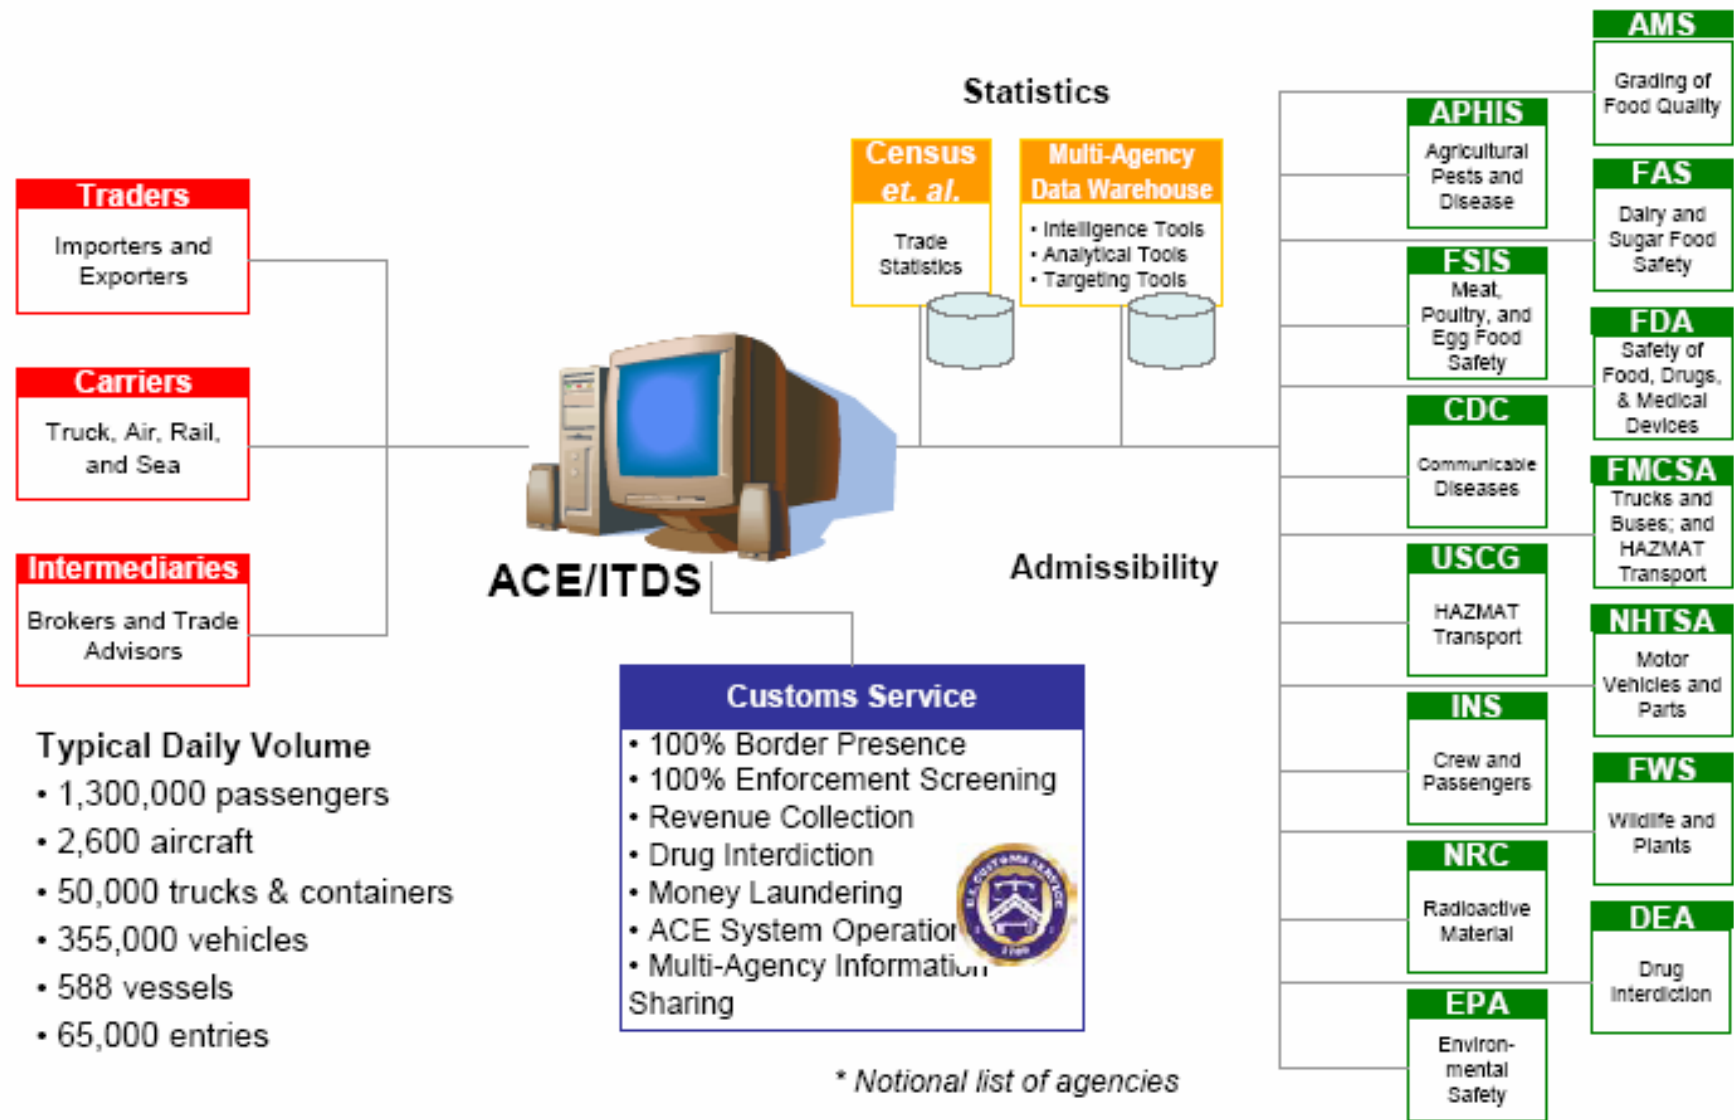 Statistics
Census
et. al.
Trade
Statistics
Multi-Agency
Data Warehouse
• Intelligence Tools
• Analytical Tools
• Targeting Tools
Traders
Importers and
Exporters
Carriers
Truck, Air, Rail,
and Sea
Intermediaries
Brokers and Trade
Advisors
ACE/ITDS
Admissibility
Customs Service
• 100% Border Presence
• 100% Enforcement Screening
• Revenue Collection
• Drug Interdiction
• Money Laundering
• ACE System Operation
• Multi-Agency Information
Sharing
U.S. CUSTOMS SERVICE
1789
Typical Daily Volume
• 1,300,000 passengers
• 2,600 aircraft
• 50,000 trucks & containers
• 355,000 vehicles
• 588 vessels
• 65,000 entries
* Notional list of agencies
AMS
Grading of
Food Quality
APHIS
Agricultural
Pests and
Disease
FAS
Dairy and
Sugar Food
Safety
FSIS
Meat,
Poultry, and
Egg Food
Safety
FDA
Safety of
Food, Drugs,
& Medical
Devices
CDC
Communicable
Diseases
FMCSA
Trucks and
Buses; and
HAZMAT
Transport
USCG
HAZMAT
Transport
NHTSA
Motor
Vehicles and
Parts
INS
Crew and
Passengers
FWS
Wildlife and
Plants
NRC
Radioactive
Material
DEA
Drug
Interdiction
EPA
Environ-
mental
Safety